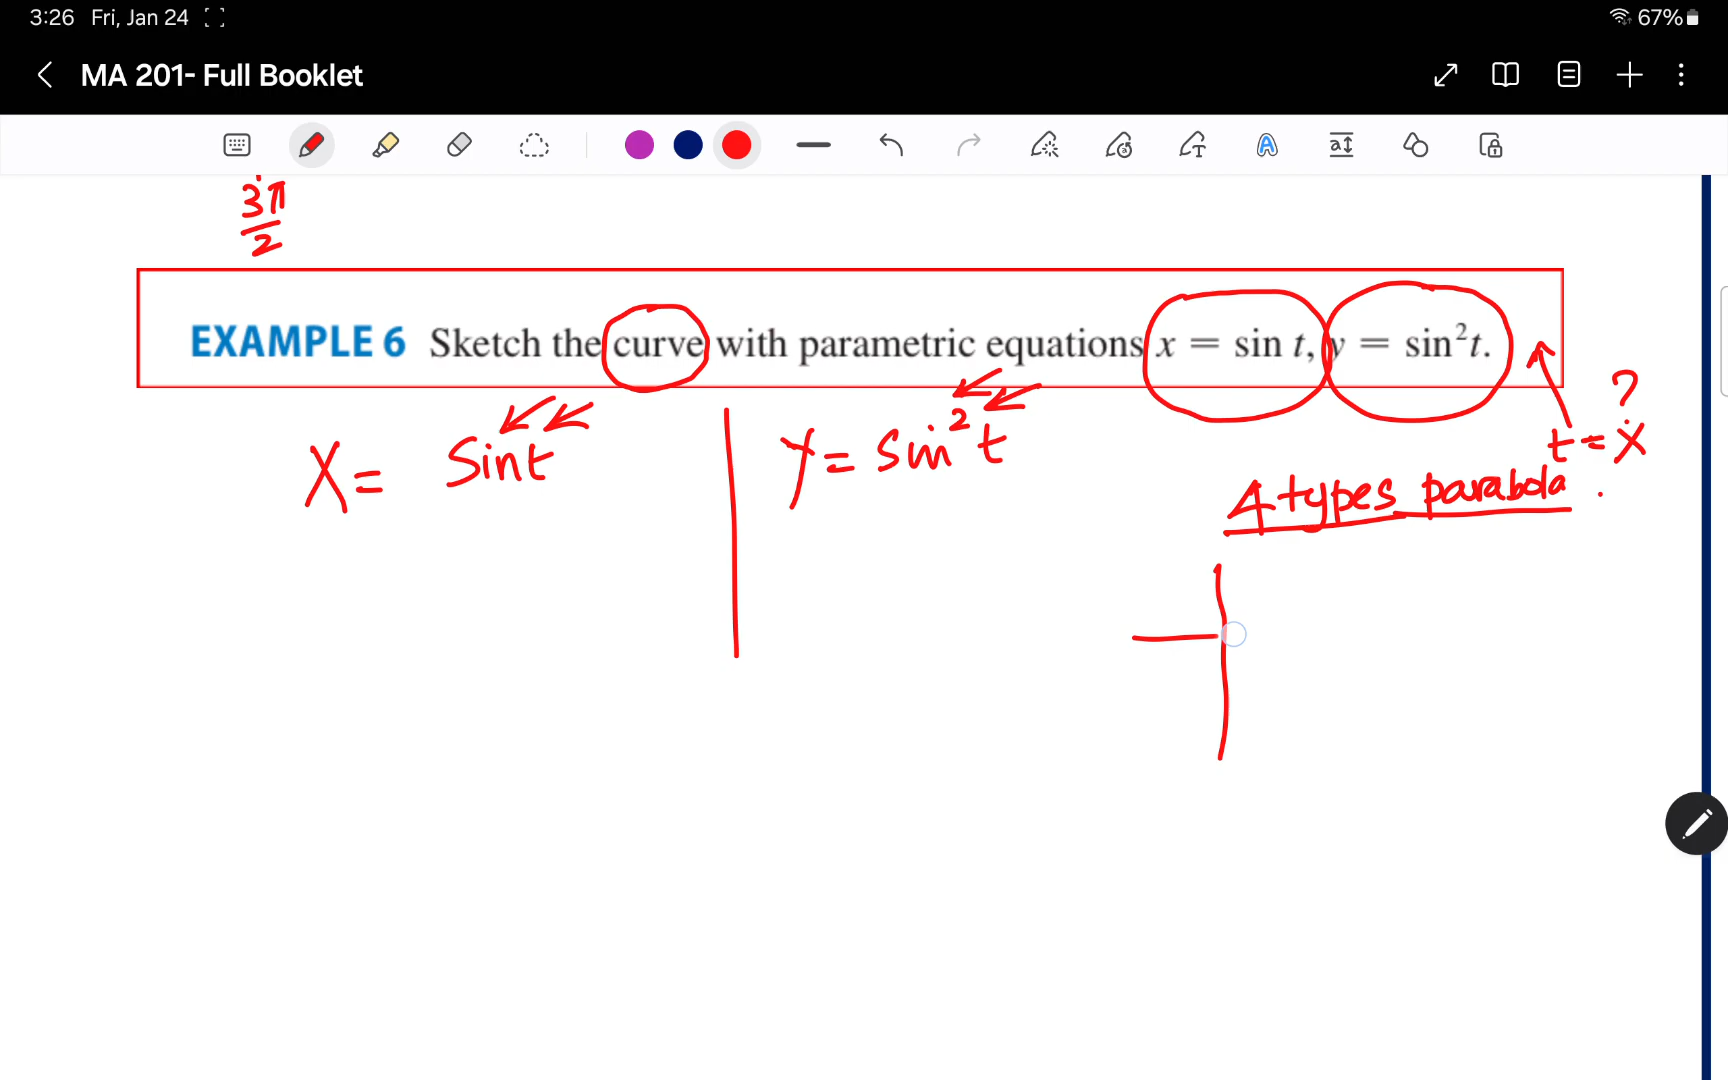 3:26 Fri, Jan 24 67%
MA 201- Full Booklet
3π/2
EXAMPLE 6 Sketch the curve with parametric equations x = sin t, y = sin²t.
?
t = x
X = Sint
y = sin²t
4 types parabola.